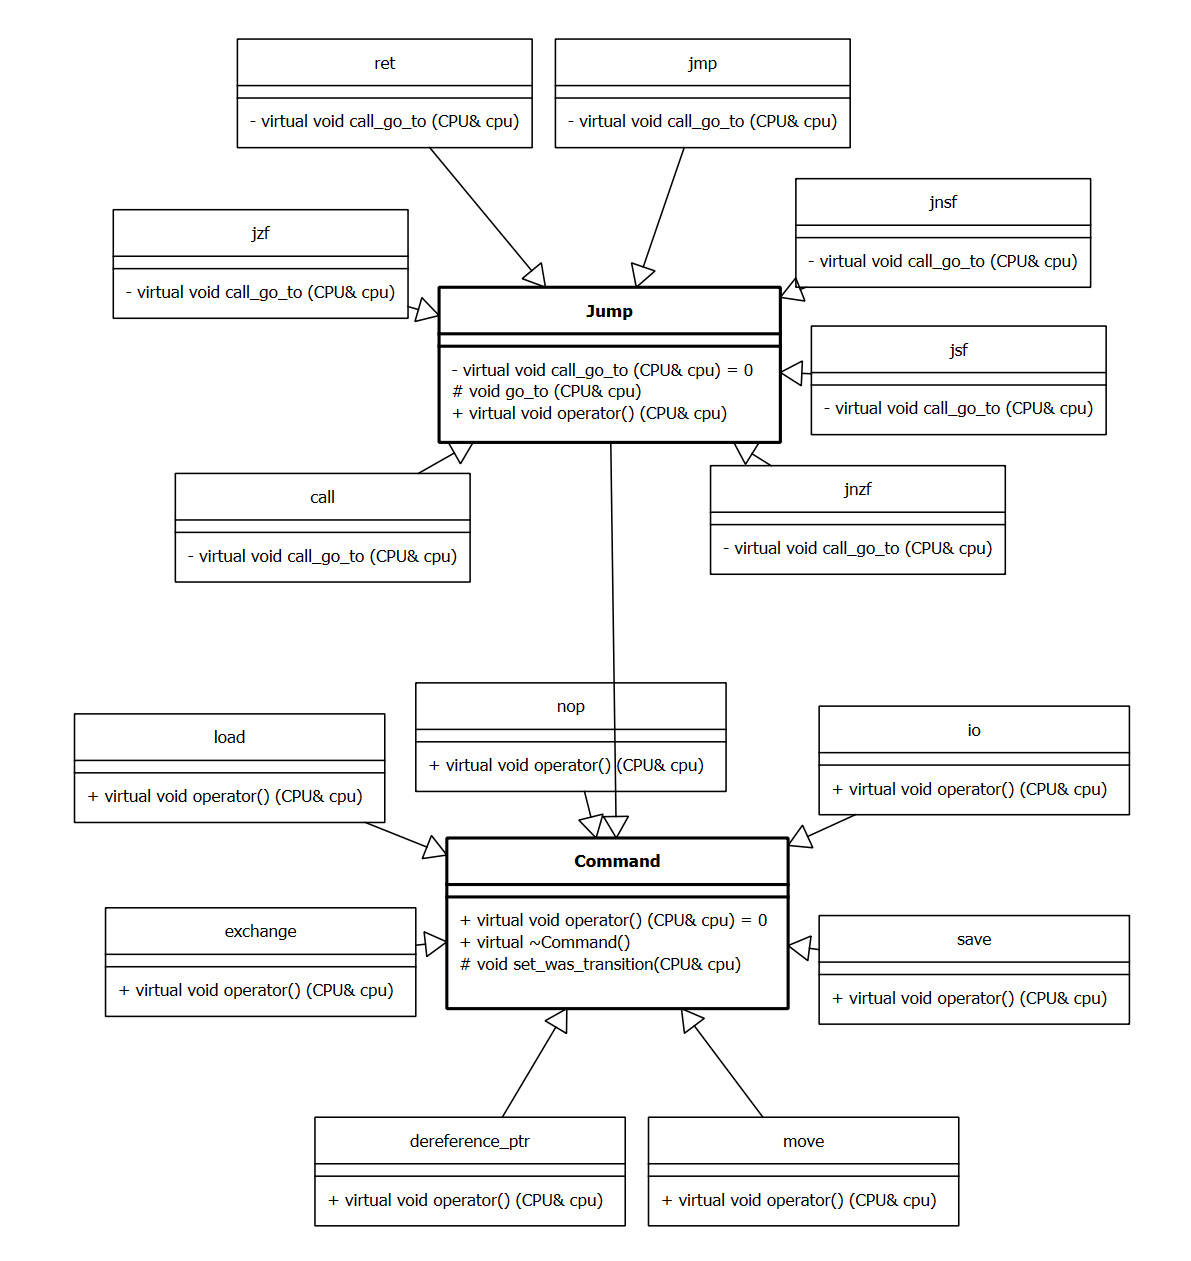 ret
- virtual void call_go_to (CPU& cpu)
jmp
- virtual void call_go_to (CPU& cpu)
jnsf
- virtual void call_go_to (CPU& cpu)
jzf
- virtual void call_go_to (CPU& cpu)
Jump
- virtual void call_go_to (CPU& cpu) = 0
# void go_to (CPU& cpu)
+ virtual void operator() (CPU& cpu)
jsf
- virtual void call_go_to (CPU& cpu)
call
- virtual void call_go_to (CPU& cpu)
jnzf
- virtual void call_go_to (CPU& cpu)
nop
+ virtual void operator() (CPU& cpu)
load
+ virtual void operator() (CPU& cpu)
io
+ virtual void operator() (CPU& cpu)
Command
+ virtual void operator() (CPU& cpu) = 0
+ virtual ~Command()
# void set_was_transition(CPU& cpu)
exchange
+ virtual void operator() (CPU& cpu)
save
+ virtual void operator() (CPU& cpu)
dereference_ptr
+ virtual void operator() (CPU& cpu)
move
+ virtual void operator() (CPU& cpu)